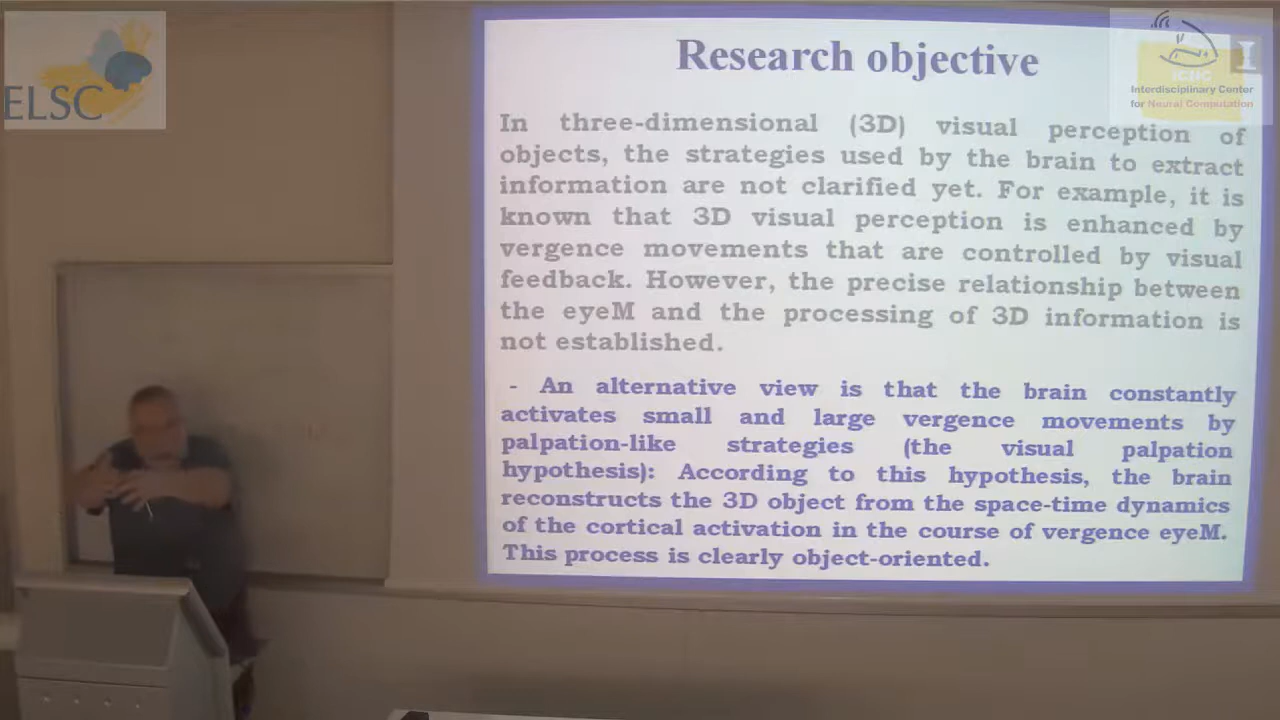 ELSC
Research objective
ICNC
Interdisciplinary Center
for Neural Computation
In three-dimensional (3D) visual perception of
objects, the strategies used by the brain to extract
information are not clarified yet. For example, it is
known that 3D visual perception is enhanced by
vergence movements that are controlled by visual
feedback. However, the precise relationship between
the eyeM and the processing of 3D information is
not established.
- An alternative view is that the brain constantly
activates small and large vergence movements by
palpation-like strategies (the visual palpation
hypothesis): According to this hypothesis, the brain
reconstructs the 3D object from the space-time dynamics
of the cortical activation in the course of vergence eyeM.
This process is clearly object-oriented.